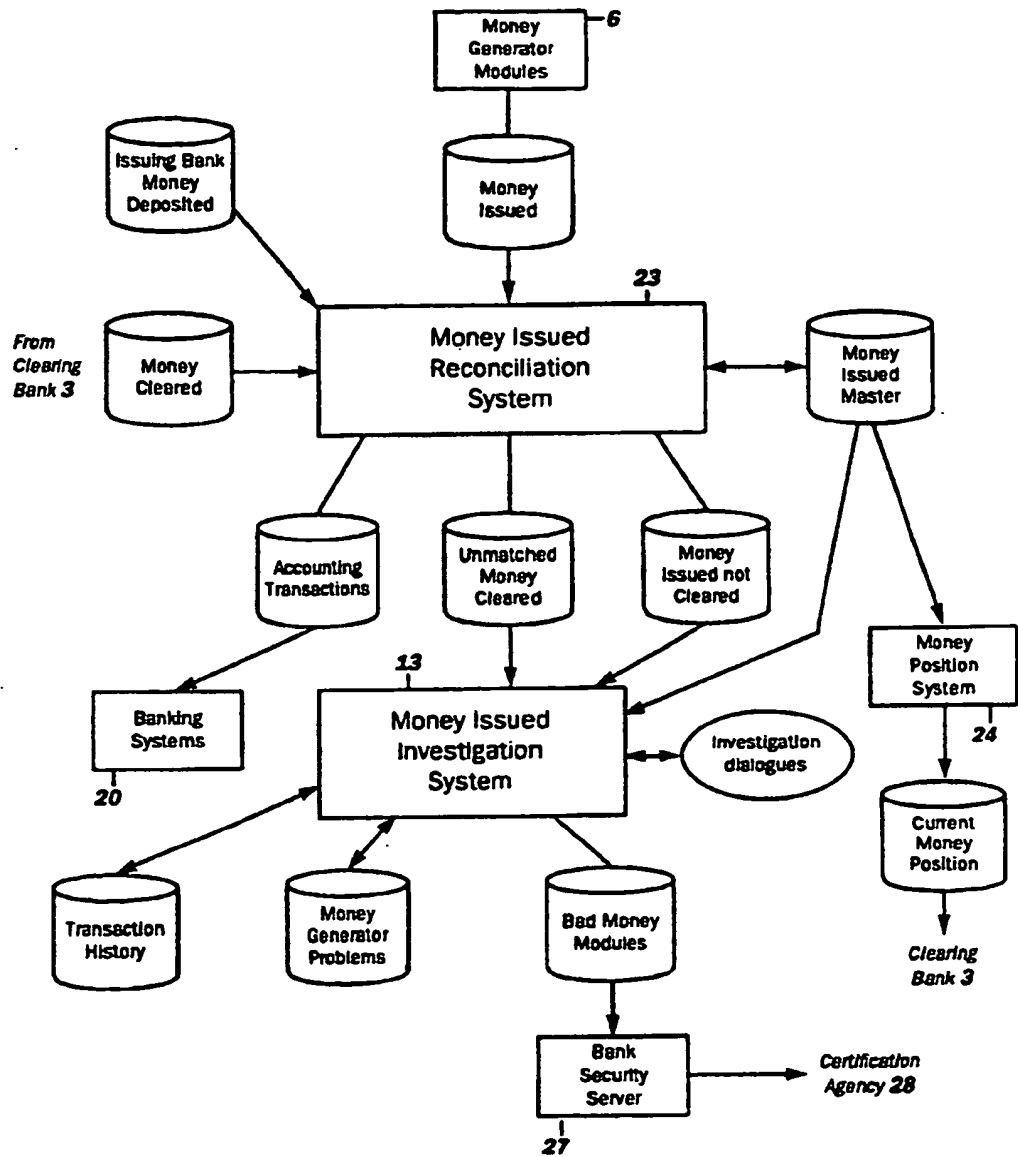 Money
Generator
Modules
6
Issuing Bank
Money
Deposited
Money
Issued
23
From
Clearing
Bank 3
Money
Cleared
Money Issued
Reconciliation
System
Money
Issued
Master
Accounting
Transactions
Unmatched
Money
Cleared
Money
Issued not
Cleared
Money
Position
System
24
13
Banking
Systems
20
Money Issued
Investigation
System
Investigation
dialogues
Current
Money
Position
Transaction
History
Money
Generator
Problems
Bad Money
Modules
Clearing
Bank 3
Bank
Security
Server
27
Certification
Agency 28